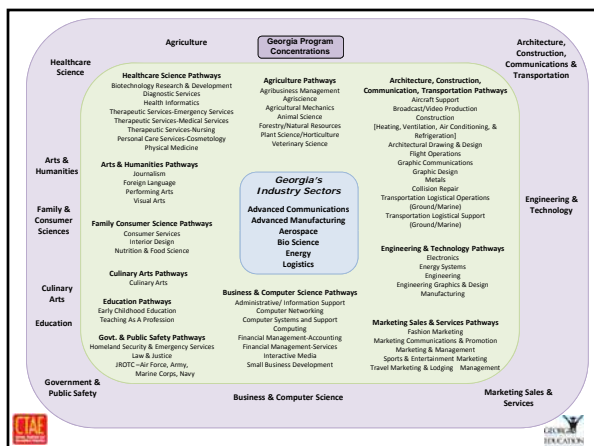 Agriculture
Georgia Program
Concentrations
Architecture,
Construction,
Communications &
Transportation
Healthcare
Science
Healthcare Science Pathways
Biotechnology Research & Development
Diagnostic Services
Health Informatics
Therapeutic Services-Emergency Services
Therapeutic Services-Medical Services
Therapeutic Services-Nursing
Personal Care Services-Cosmetology
Physical Medicine
Agriculture Pathways
Agribusiness Management
Agriscience
Agricultural Mechanics
Animal Science
Forestry/Natural Resources
Plant Science/Horticulture
Veterinary Science
Architecture, Construction,
Communication, Transportation Pathways
Aircraft Support
Broadcast/Video Production
Construction
[Heating, Ventilation, Air Conditioning, &
Refrigeration]
Architectural Drawing & Design
Flight Operations
Graphic Communications
Graphic Design
Metals
Collision Repair
Transportation Logistical Operations
(Ground/Marine)
Transportation Logistical Support
(Ground/Marine)
Arts &
Humanities
Arts & Humanities Pathways
Journalism
Foreign Language
Performing Arts
Visual Arts
Georgia's
Industry Sectors
Advanced Communications
Advanced Manufacturing
Aerospace
Bio Science
Energy
Logistics
Family &
Consumer
Sciences
Engineering &
Technology
Family Consumer Science Pathways
Consumer Services
Interior Design
Nutrition & Food Science
Engineering & Technology Pathways
Electronics
Energy Systems
Engineering
Engineering Graphics & Design
Manufacturing
Culinary
Arts
Culinary Arts Pathways
Culinary Arts
Education
Education Pathways
Early Childhood Education
Teaching As A Profession
Business & Computer Science Pathways
Administrative/ Information Support
Computer Networking
Computer Systems and Support
Computing
Financial Management-Accounting
Financial Management-Services
Interactive Media
Small Business Development
Marketing Sales & Services Pathways
Fashion Marketing
Marketing Communications & Promotion
Marketing & Management
Sports & Entertainment Marketing
Travel Marketing & Lodging Management
Govt. & Public Safety Pathways
Homeland Security & Emergency Services
Law & Justice
JROTC –Air Force, Army,
Marine Corps, Navy
Government &
Public Safety
Business & Computer Science
Marketing Sales &
Services
CTAE
GEORGIA
EDUCATION